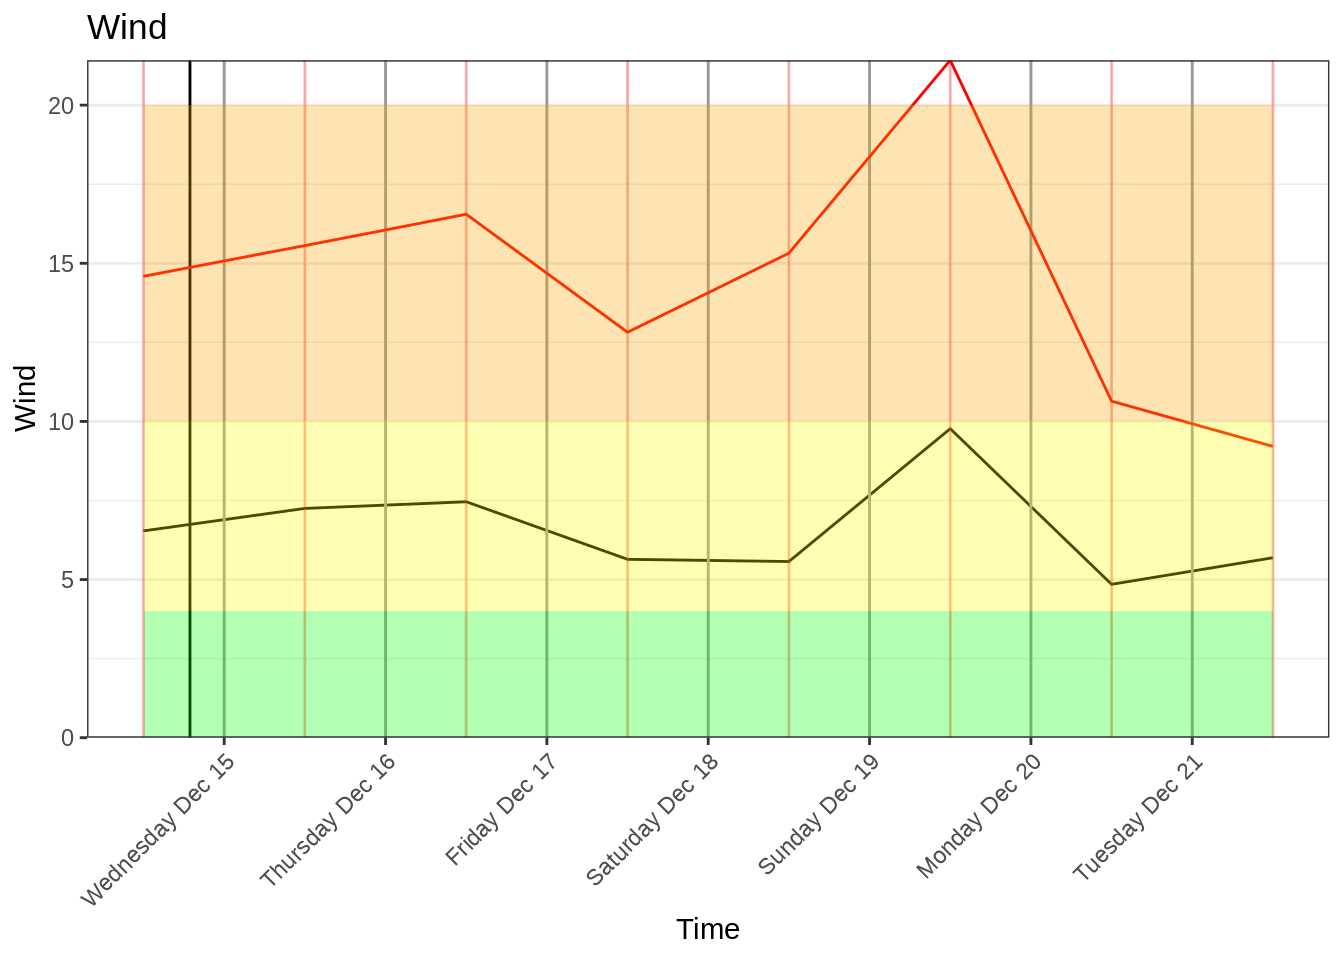 Wind
20
15
10
5
0
Wind
Wednesday Dec 15
Thursday Dec 16
Friday Dec 17
Saturday Dec 18
Sunday Dec 19
Monday Dec 20
Tuesday Dec 21
Time